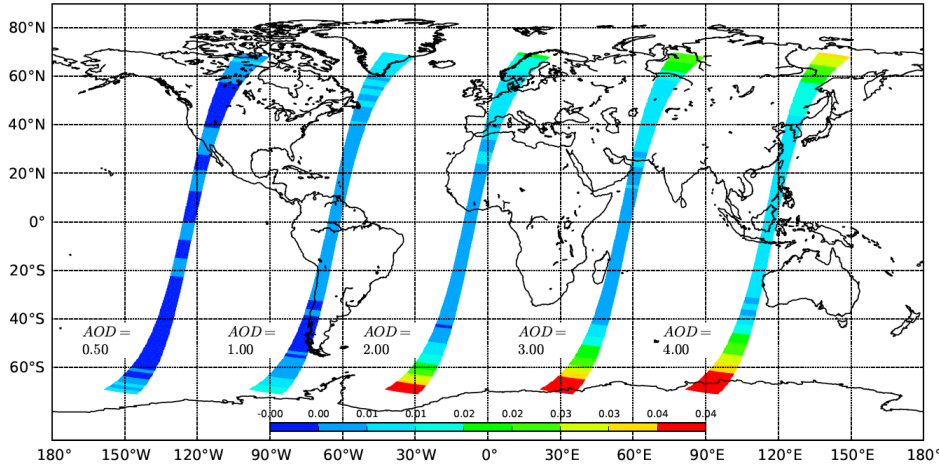 80°N
60°N
40°N
20°N
0°
20°S
40°S
60°S
AOD = 0.50
AOD = 1.00
AOD = 2.00
AOD = 3.00
AOD = 4.00
-0.00 0.00 0.01 0.01 0.02 0.02 0.03 0.03 0.04 0.04
180° 150°W 120°W 90°W 60°W 30°W 0° 30°E 60°E 90°E 120°E 150°E 180°